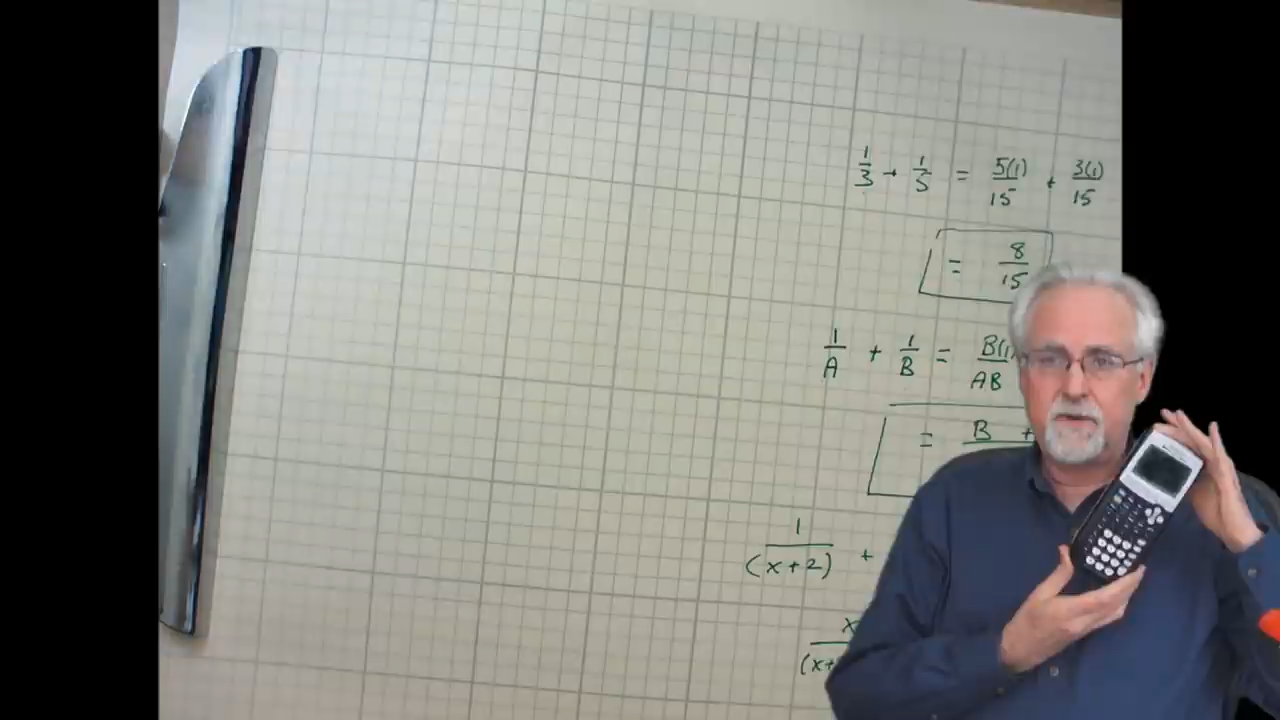 1/3 + 1/5 = 5(1)/15 + 3(1)/15
= 8/15
1/A + 1/B = B(1)/AB
= B +
1/(x+2) +
x/(x+